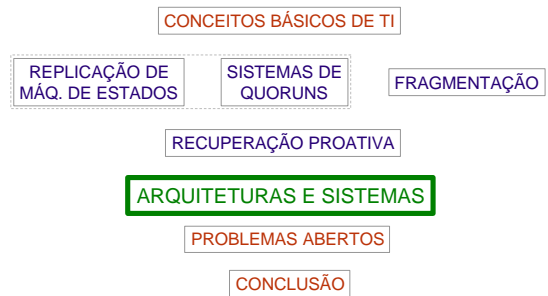 CONCEITOS BÁSICOS DE TI
REPLICAÇÃO DE
MÁQ. DE ESTADOS
SISTEMAS DE
QUORUNS
FRAGMENTAÇÃO
RECUPERAÇÃO PROATIVA
ARQUITETURAS E SISTEMAS
PROBLEMAS ABERTOS
CONCLUSÃO